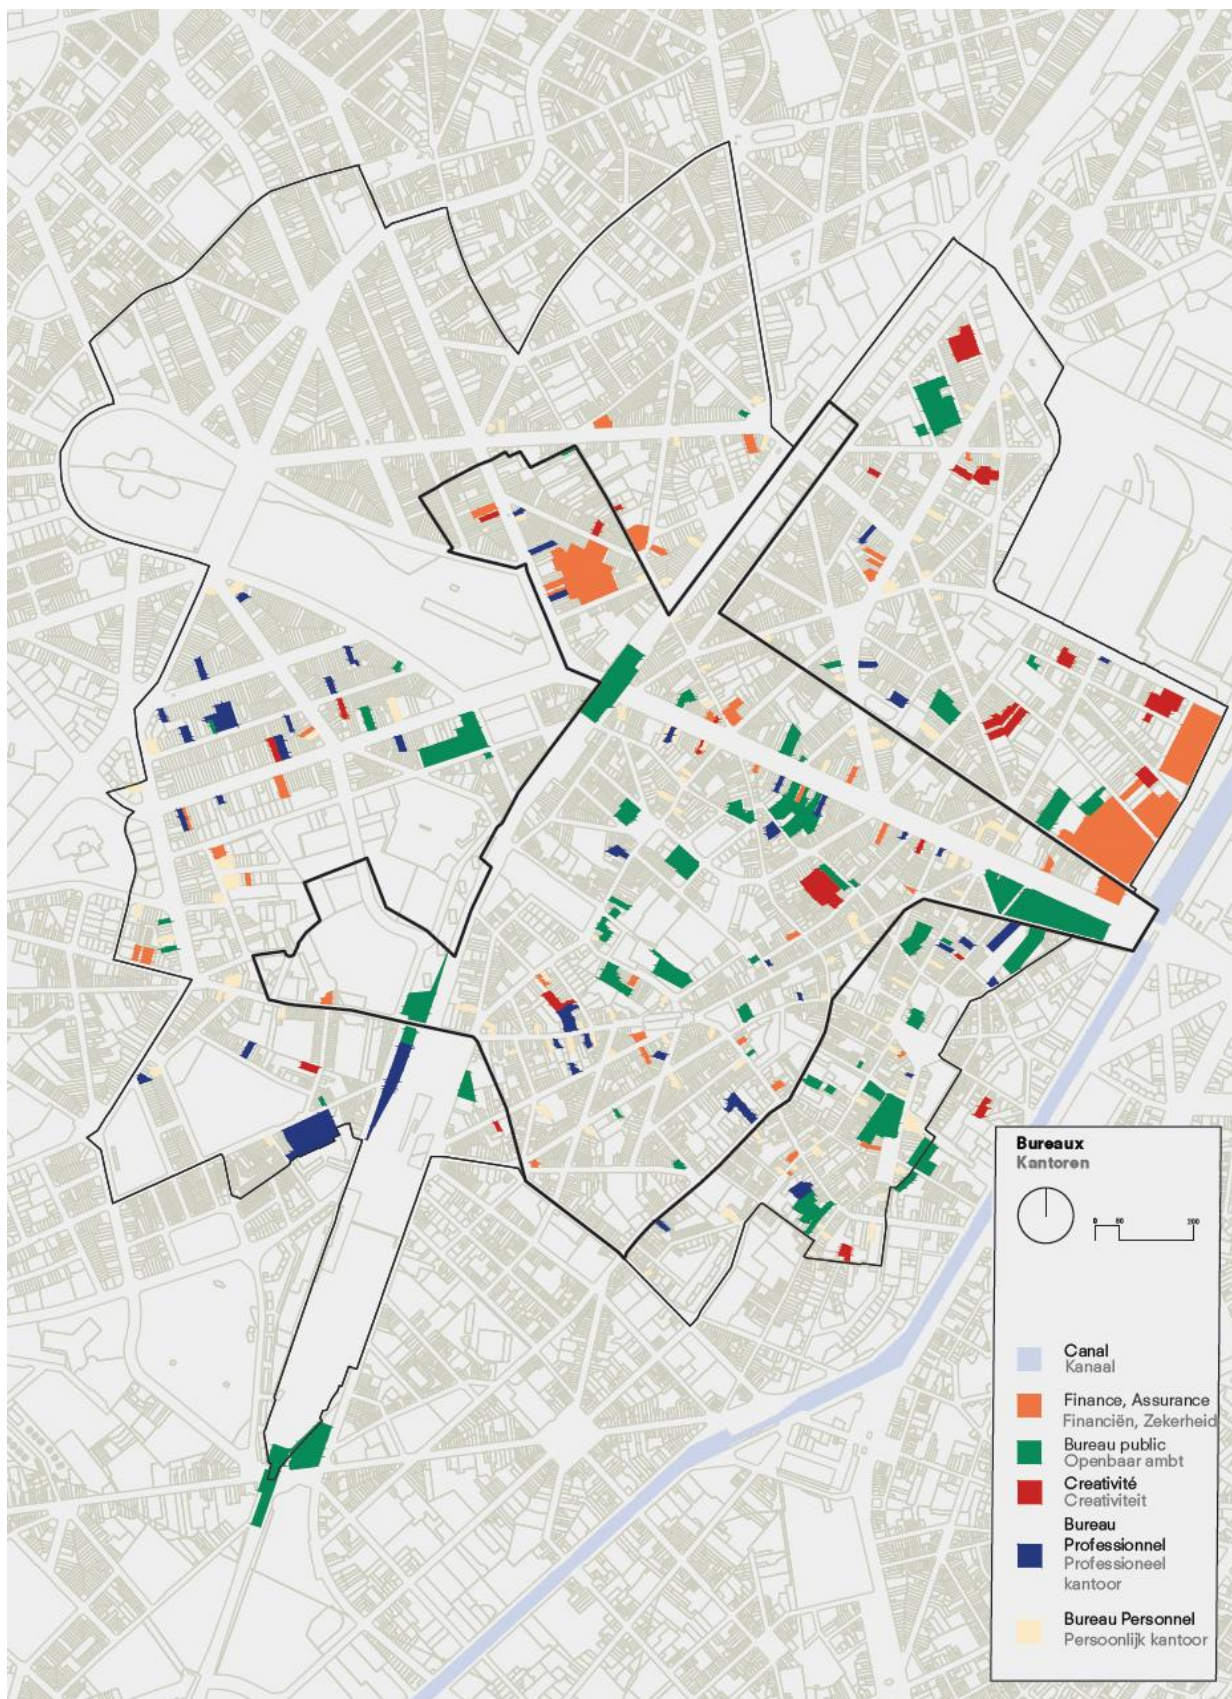 Bureaux
Kantoren
0 50 200
Canal
Kanaal
Finance, Assurance
Financiën, Zekerheid
Bureau public
Openbaar ambt
Creativité
Creativiteit
Bureau
Professionnel
Professioneel
kantoor
Bureau Personnel
Persoonlijk kantoor